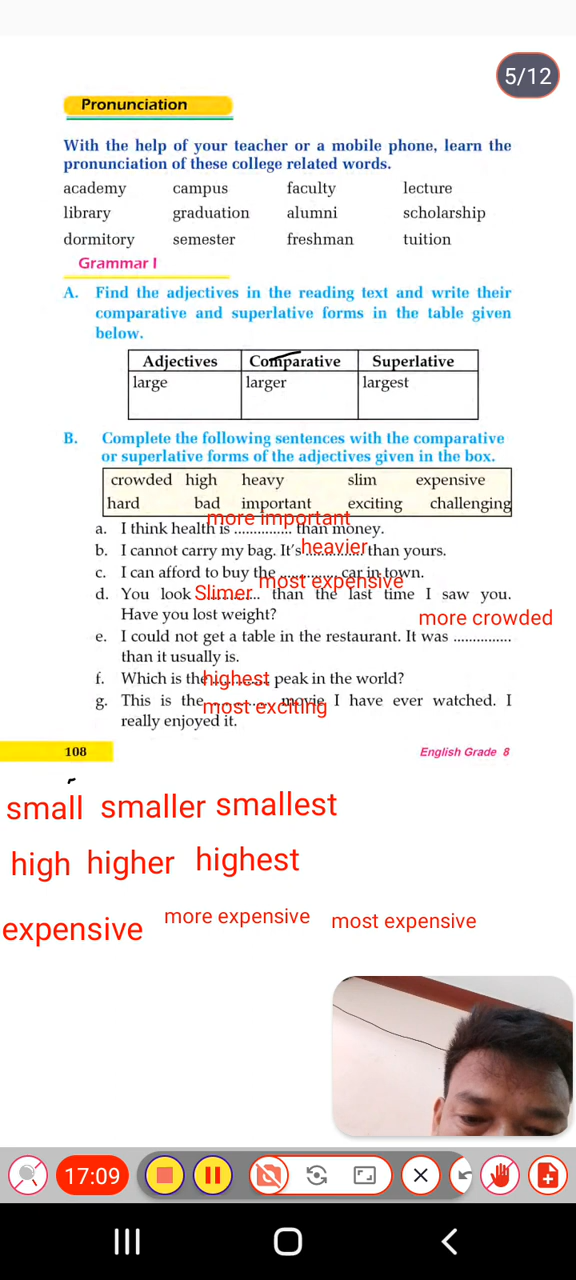 5/12
Pronunciation
With the help of your teacher or a mobile phone, learn the
pronunciation of these college related words.
academy campus faculty lecture
library graduation alumni scholarship
dormitory semester freshman tuition
Grammar I
A. Find the adjectives in the reading text and write their
comparative and superlative forms in the table given
below.
Adjectives Comparative Superlative
large larger largest
B. Complete the following sentences with the comparative
or superlative forms of the adjectives given in the box.
crowded high heavy slim expensive
hard bad important exciting challenging
more important
a. I think health is ............... than money.
b. I cannot carry my bag. It's heavier than yours.
c. I can afford to buy the ............ car in town.
most expensive
d. You look Slimer than the last time I saw you.
Have you lost weight? more crowded
e. I could not get a table in the restaurant. It was ...............
than it usually is.
f. Which is the highest peak in the world?
g. This is the ............ movie I have ever watched. I
most exciting
really enjoyed it.
108 English Grade 8
small smaller smallest
high higher highest
expensive more expensive most expensive
17:09